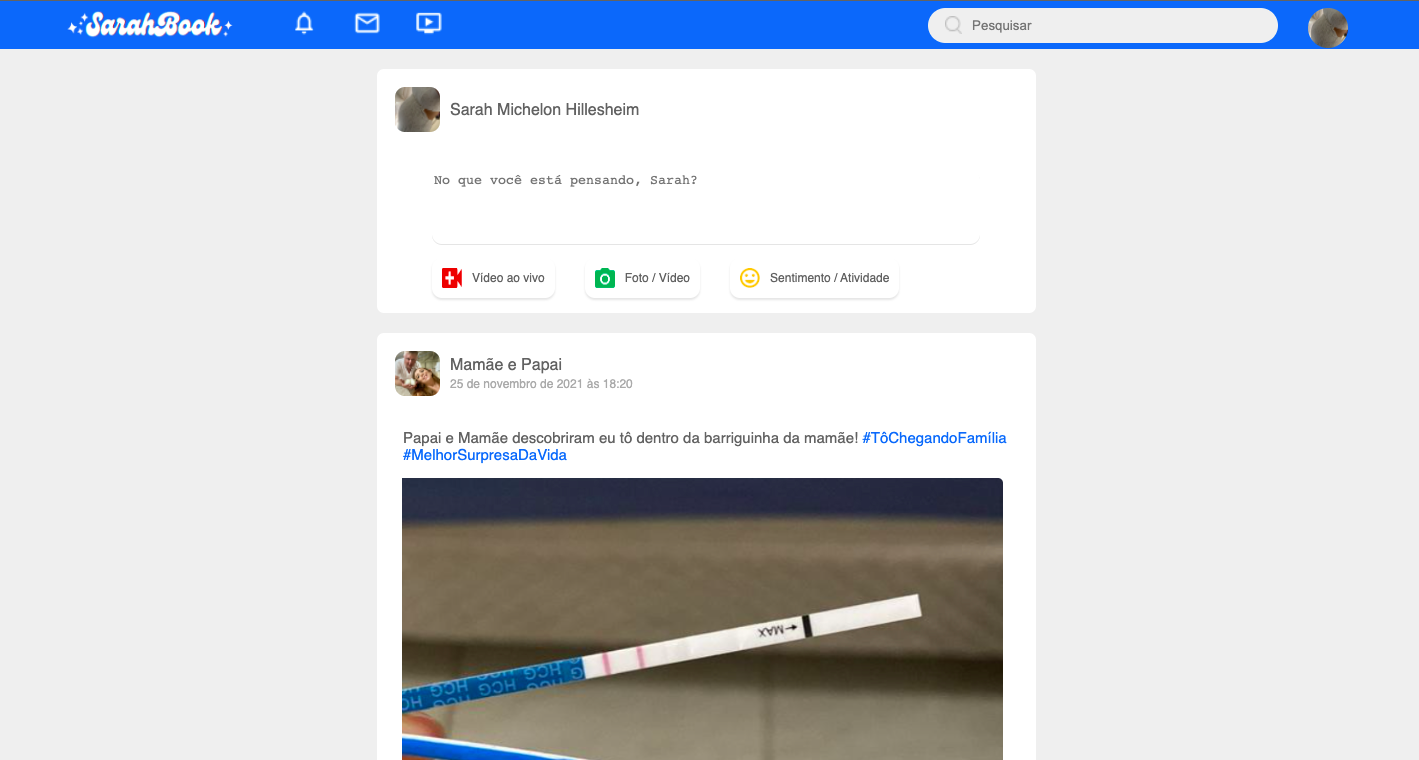 SarahBook
Pesquisar
Sarah Michelon Hillesheim
No que você está pensando, Sarah?
Vídeo ao vivo
Foto / Vídeo
Sentimento / Atividade
Mamãe e Papai
25 de novembro de 2021 às 18:20
Papai e Mamãe descobriram eu tô dentro da barriguinha da mamãe! #TôChegandoFamília
#MelhorSurpresaDaVida
MAX
HCG HCG HCG HCG